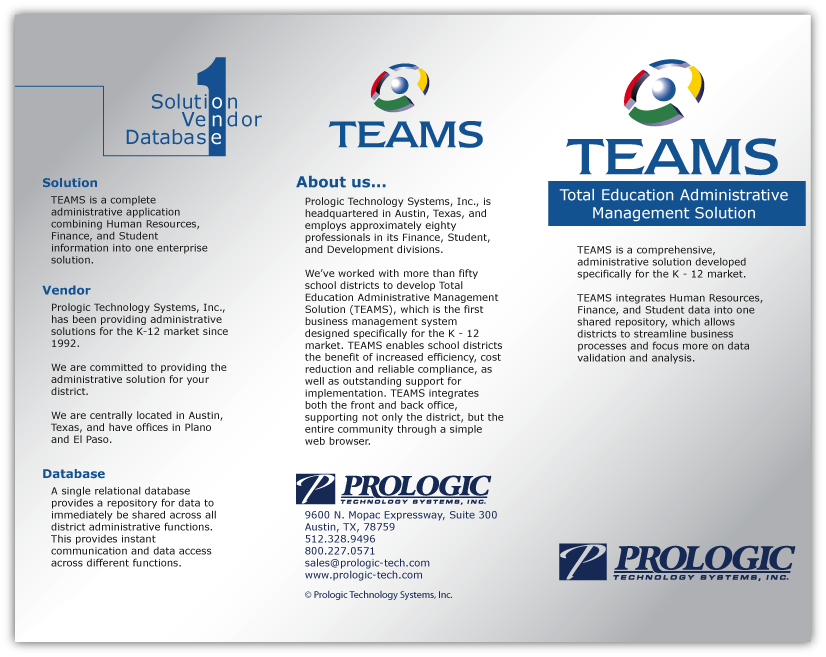 1
Solution
Vendor
Database
Solution
TEAMS is a complete
administrative application
combining Human Resources,
Finance, and Student
information into one enterprise
solution.
Vendor
Prologic Technology Systems, Inc.,
has been providing administrative
solutions for the K-12 market since
1992.
We are committed to providing the
administrative solution for your
district.
We are centrally located in Austin,
Texas, and have offices in Plano
and El Paso.
Database
A single relational database
provides a repository for data to
immediately be shared across all
district administrative functions.
This provides instant
communication and data access
across different functions.
TEAMS
About us...
Prologic Technology Systems, Inc., is
headquartered in Austin, Texas, and
employs approximately eighty
professionals in its Finance, Student,
and Development divisions.
We've worked with more than fifty
school districts to develop Total
Education Administrative Management
Solution (TEAMS), which is the first
business management system
designed specifically for the K - 12
market. TEAMS enables school districts
the benefit of increased efficiency, cost
reduction and reliable compliance, as
well as outstanding support for
implementation. TEAMS integrates
both the front and back office,
supporting not only the district, but the
entire community through a simple
web browser.
P PROLOGIC
TECHNOLOGY SYSTEMS, INC.
9600 N. Mopac Expressway, Suite 300
Austin, TX, 78759
512.328.9496
800.227.0571
sales@prologic-tech.com
www.prologic-tech.com
© Prologic Technology Systems, Inc.
TEAMS
Total Education Administrative
Management Solution
TEAMS is a comprehensive,
administrative solution developed
specifically for the K - 12 market.
TEAMS integrates Human Resources,
Finance, and Student data into one
shared repository, which allows
districts to streamline business
processes and focus more on data
validation and analysis.
P PROLOGIC
TECHNOLOGY SYSTEMS, INC.